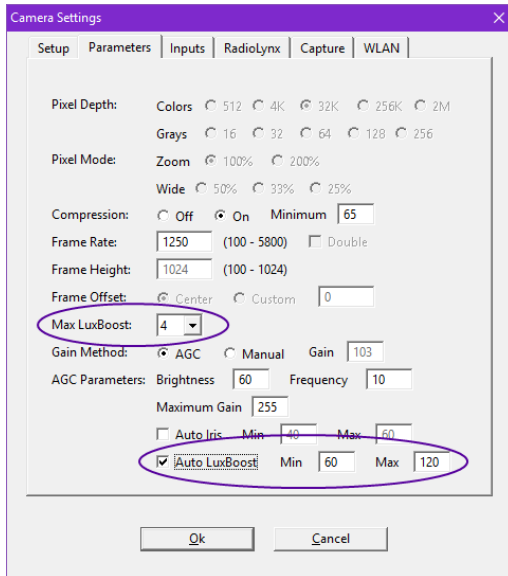 Camera Settings
Setup Parameters Inputs RadioLynx Capture WLAN
Pixel Depth: Colors 512 4K 32K 256K 2M
Grays 16 32 64 128 256
Pixel Mode: Zoom 100% 200%
Wide 50% 33% 25%
Compression: Off On Minimum 65
Frame Rate: 1250 (100 - 5800) Double
Frame Height: 1024 (100 - 1024)
Frame Offset: Center Custom 0
Max LuxBoost: 4
Gain Method: AGC Manual Gain 103
AGC Parameters: Brightness 60 Frequency 10
Maximum Gain 255
Auto Iris Min 40 Max 60
Auto LuxBoost Min 60 Max 120
Ok Cancel